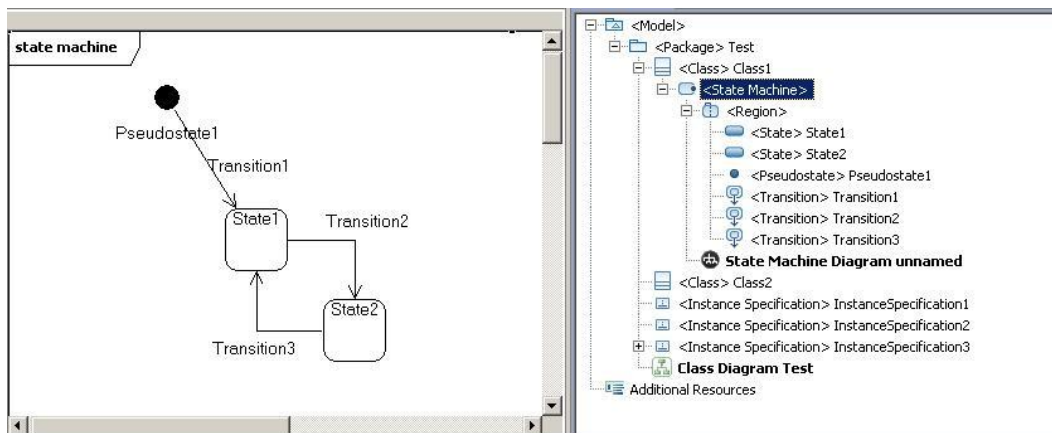 state machine
Pseudostate1
Transition1
State1
Transition2
State2
Transition3
<Model>
<Package> Test
<Class> Class1
<State Machine>
<Region>
<State> State1
<State> State2
<Pseudostate> Pseudostate1
<Transition> Transition1
<Transition> Transition2
<Transition> Transition3
State Machine Diagram unnamed
<Class> Class2
<Instance Specification> InstanceSpecification1
<Instance Specification> InstanceSpecification2
<Instance Specification> InstanceSpecification3
Class Diagram Test
Additional Resources